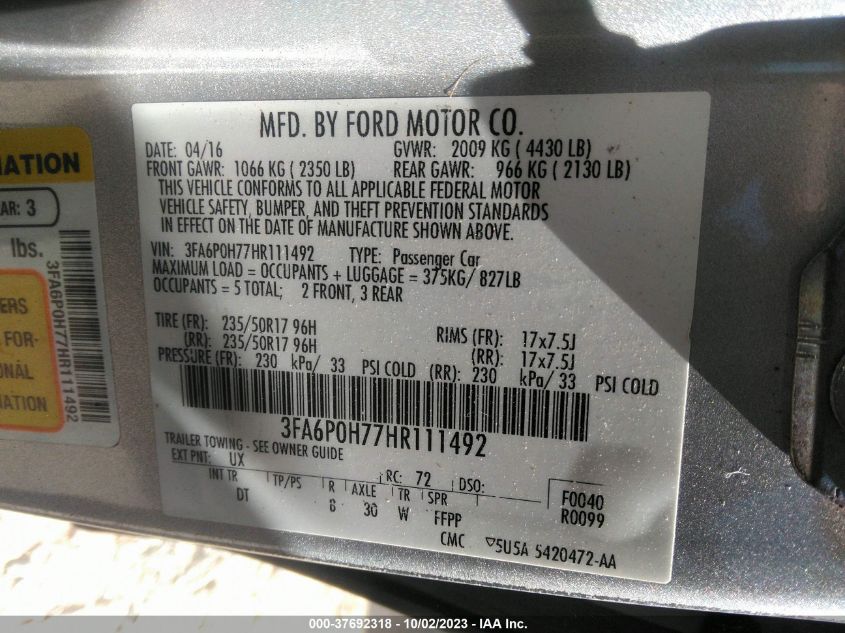 MATION
AR: 3
lbs.
3FA6P0H77HR111492
ERS
FOR-
ONAL
MATION
MFD. BY FORD MOTOR CO.
DATE: 04/16 GVWR: 2009 KG ( 4430 LB)
FRONT GAWR: 1066 KG ( 2350 LB) REAR GAWR: 966 KG ( 2130 LB)
THIS VEHICLE CONFORMS TO ALL APPLICABLE FEDERAL MOTOR
VEHICLE SAFETY, BUMPER, AND THEFT PREVENTION STANDARDS
IN EFFECT ON THE DATE OF MANUFACTURE SHOWN ABOVE.
VIN: 3FA6P0H77HR111492 TYPE: Passenger Car
MAXIMUM LOAD = OCCUPANTS + LUGGAGE = 375KG/ 827LB
OCCUPANTS = 5 TOTAL; 2 FRONT, 3 REAR
TIRE (FR): 235/50R17 96H RIMS (FR): 17x7.5J
(RR): 235/50R17 96H (RR): 17x7.5J
PRESSURE (FR): 230 kPa/ 33 PSI COLD (RR): 230 kPa/ 33 PSI COLD
3FA6P0H77HR111492
TRAILER TOWING - SEE OWNER GUIDE
EXT PNT: UX RC: 72 DSO:
INT TR TP/PS R AXLE TR SPR F0040
DT 8 30 W FFPP R0099
CMC ▽5U5A 5420472-AA
000-37692318 - 10/02/2023 - IAA Inc.